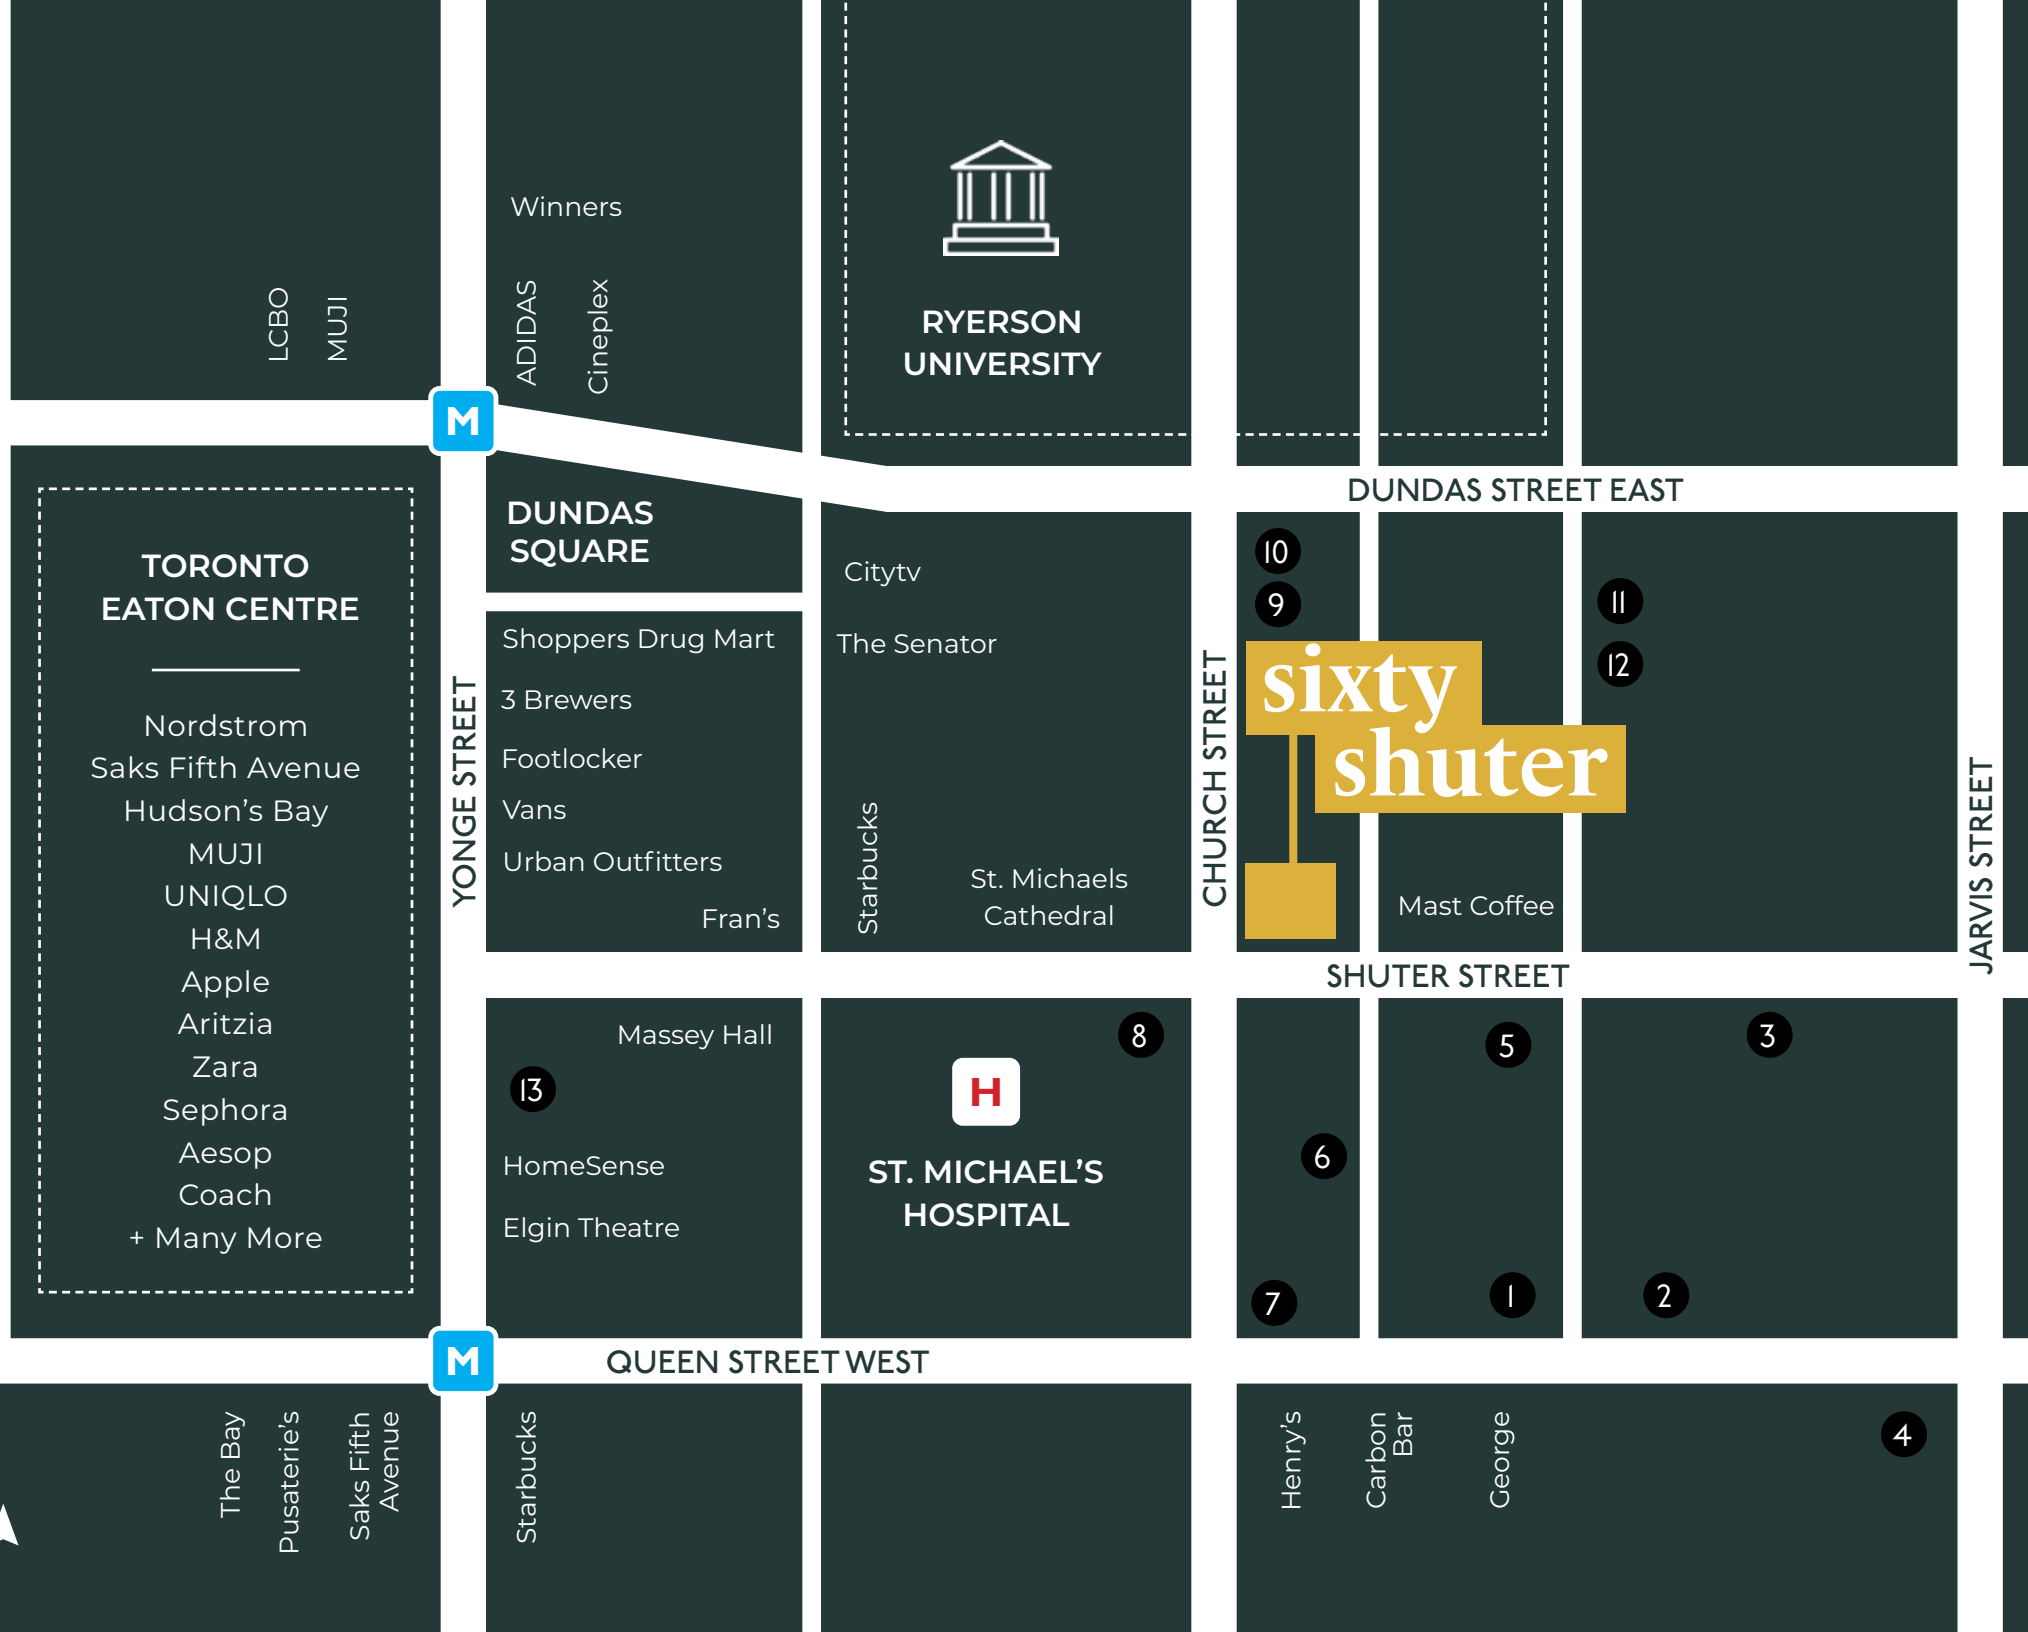 Winners
LCBO
MUJI
ADIDAS
Cineplex
RYERSON
UNIVERSITY
M
DUNDAS STREET EAST
DUNDAS
SQUARE
TORONTO
EATON CENTRE
Nordstrom
Saks Fifth Avenue
Hudson’s Bay
MUJI
UNIQLO
H&M
Apple
Aritzia
Zara
Sephora
Aesop
Coach
+ Many More
YONGE STREET
Shoppers Drug Mart
3 Brewers
Footlocker
Vans
Urban Outfitters
Fran’s
Citytv
The Senator
Starbucks
St. Michaels
Cathedral
CHURCH STREET
10
9
sixty
shuter
11
12
Mast Coffee
JARVIS STREET
SHUTER STREET
Massey Hall
13
HomeSense
Elgin Theatre
8
H
ST. MICHAEL’S
HOSPITAL
5
3
6
7
1
2
M
QUEEN STREET WEST
The Bay
Pusaterie’s
Saks Fifth
Avenue
Starbucks
Henry’s
Carbon
Bar
George
4